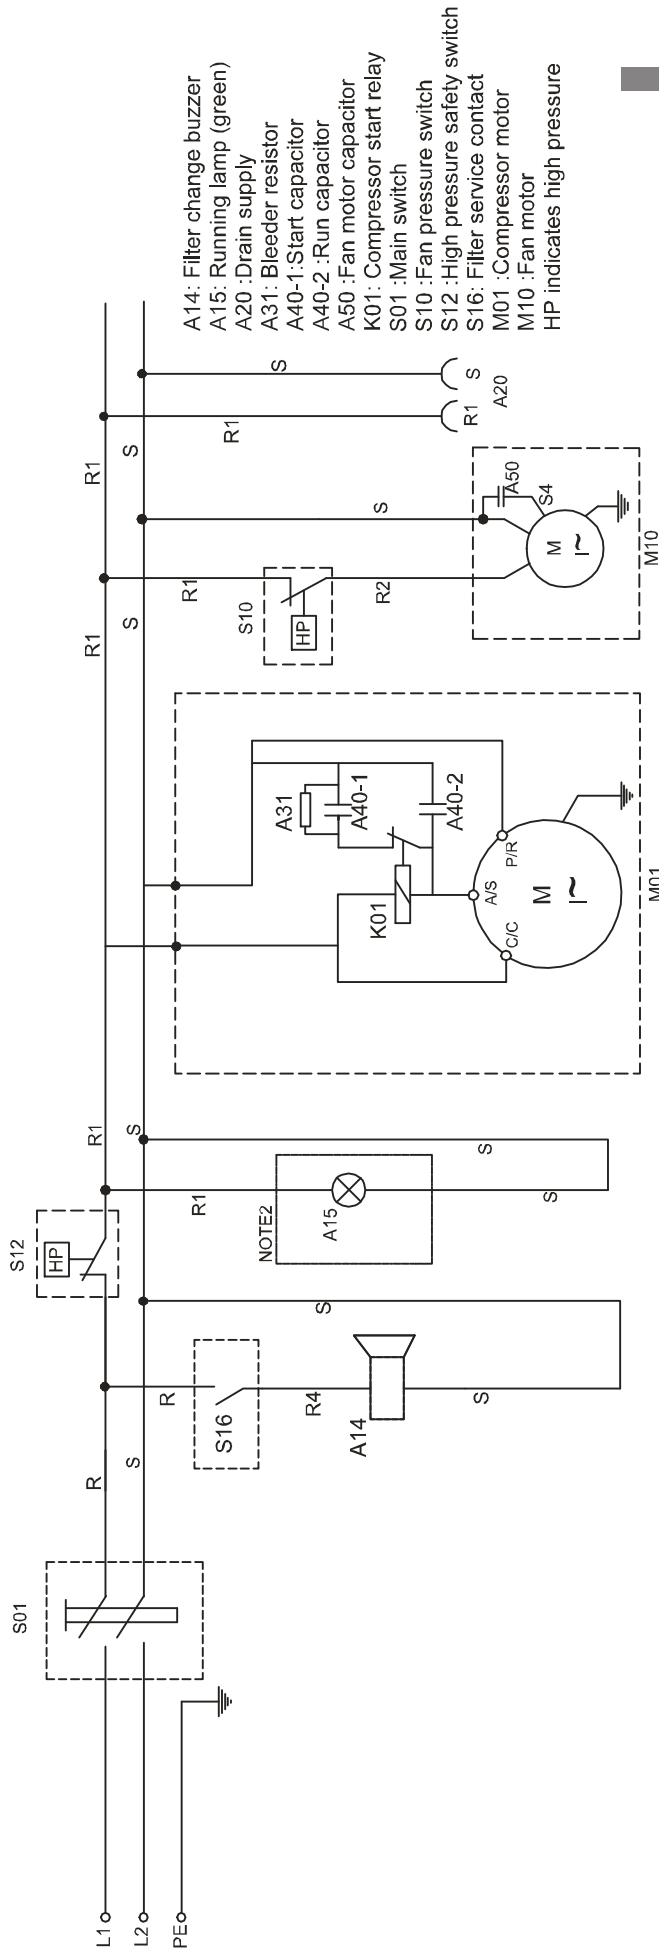 A14: Filter change buzzer
A15: Running lamp (green)
A20 :Drain supply
A31: Bleeder resistor
A40-1:Start capacitor
A40-2 :Run capacitor
A50 :Fan motor capacitor
K01: Compressor start relay
S01 :Main switch
S10 :Fan pressure switch
S12 :High pressure safety switch
S16: Filter service contact
M01 :Compressor motor
M10 :Fan motor
HP indicates high pressure
L1
L2
PE
S01
R
S
R
S16
R4
A14
S
S
S12
HP
R1
S
R1
NOTE2
A15
S
S
K01
A31
A40-1
A40-2
C/C
A/S
P/R
M
~
M01
R1
S
R1
S10
HP
R2
S
A50
S4
M
~
M10
R1
S
R1
S
R1
S
A20